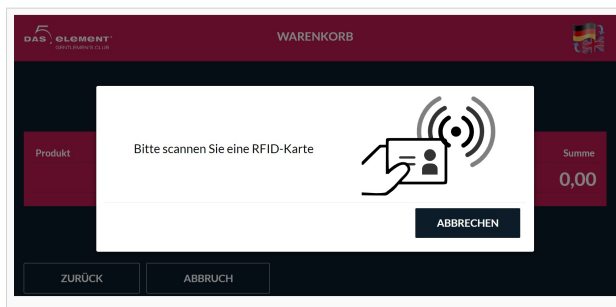 5
DAS ELEMENT
GENTLEMEN'S CLUB
WARENKORB
Bitte scannen Sie eine RFID-Karte
Produkt
Summe
0,00
ABBRECHEN
ZURÜCK
ABBRUCH